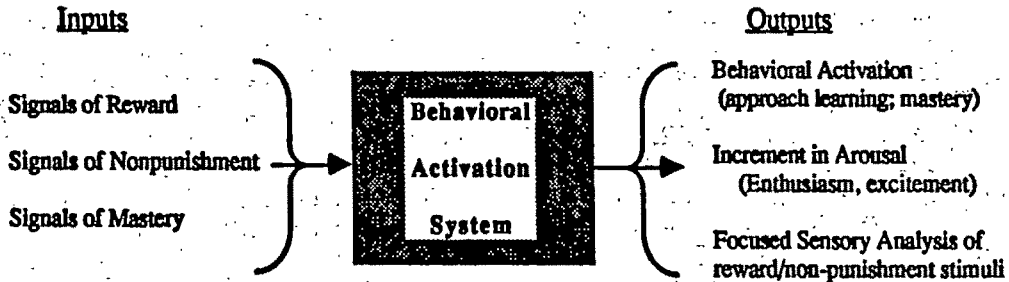 Inputs
Signals of Reward
Signals of Nonpunishment
Signals of Mastery
Behavioral
Activation
System
Outputs
Behavioral Activation
(approach learning; mastery)
Increment in Arousal
(Enthusiasm, excitement)
Focused Sensory Analysis of
reward/non-punishment stimuli